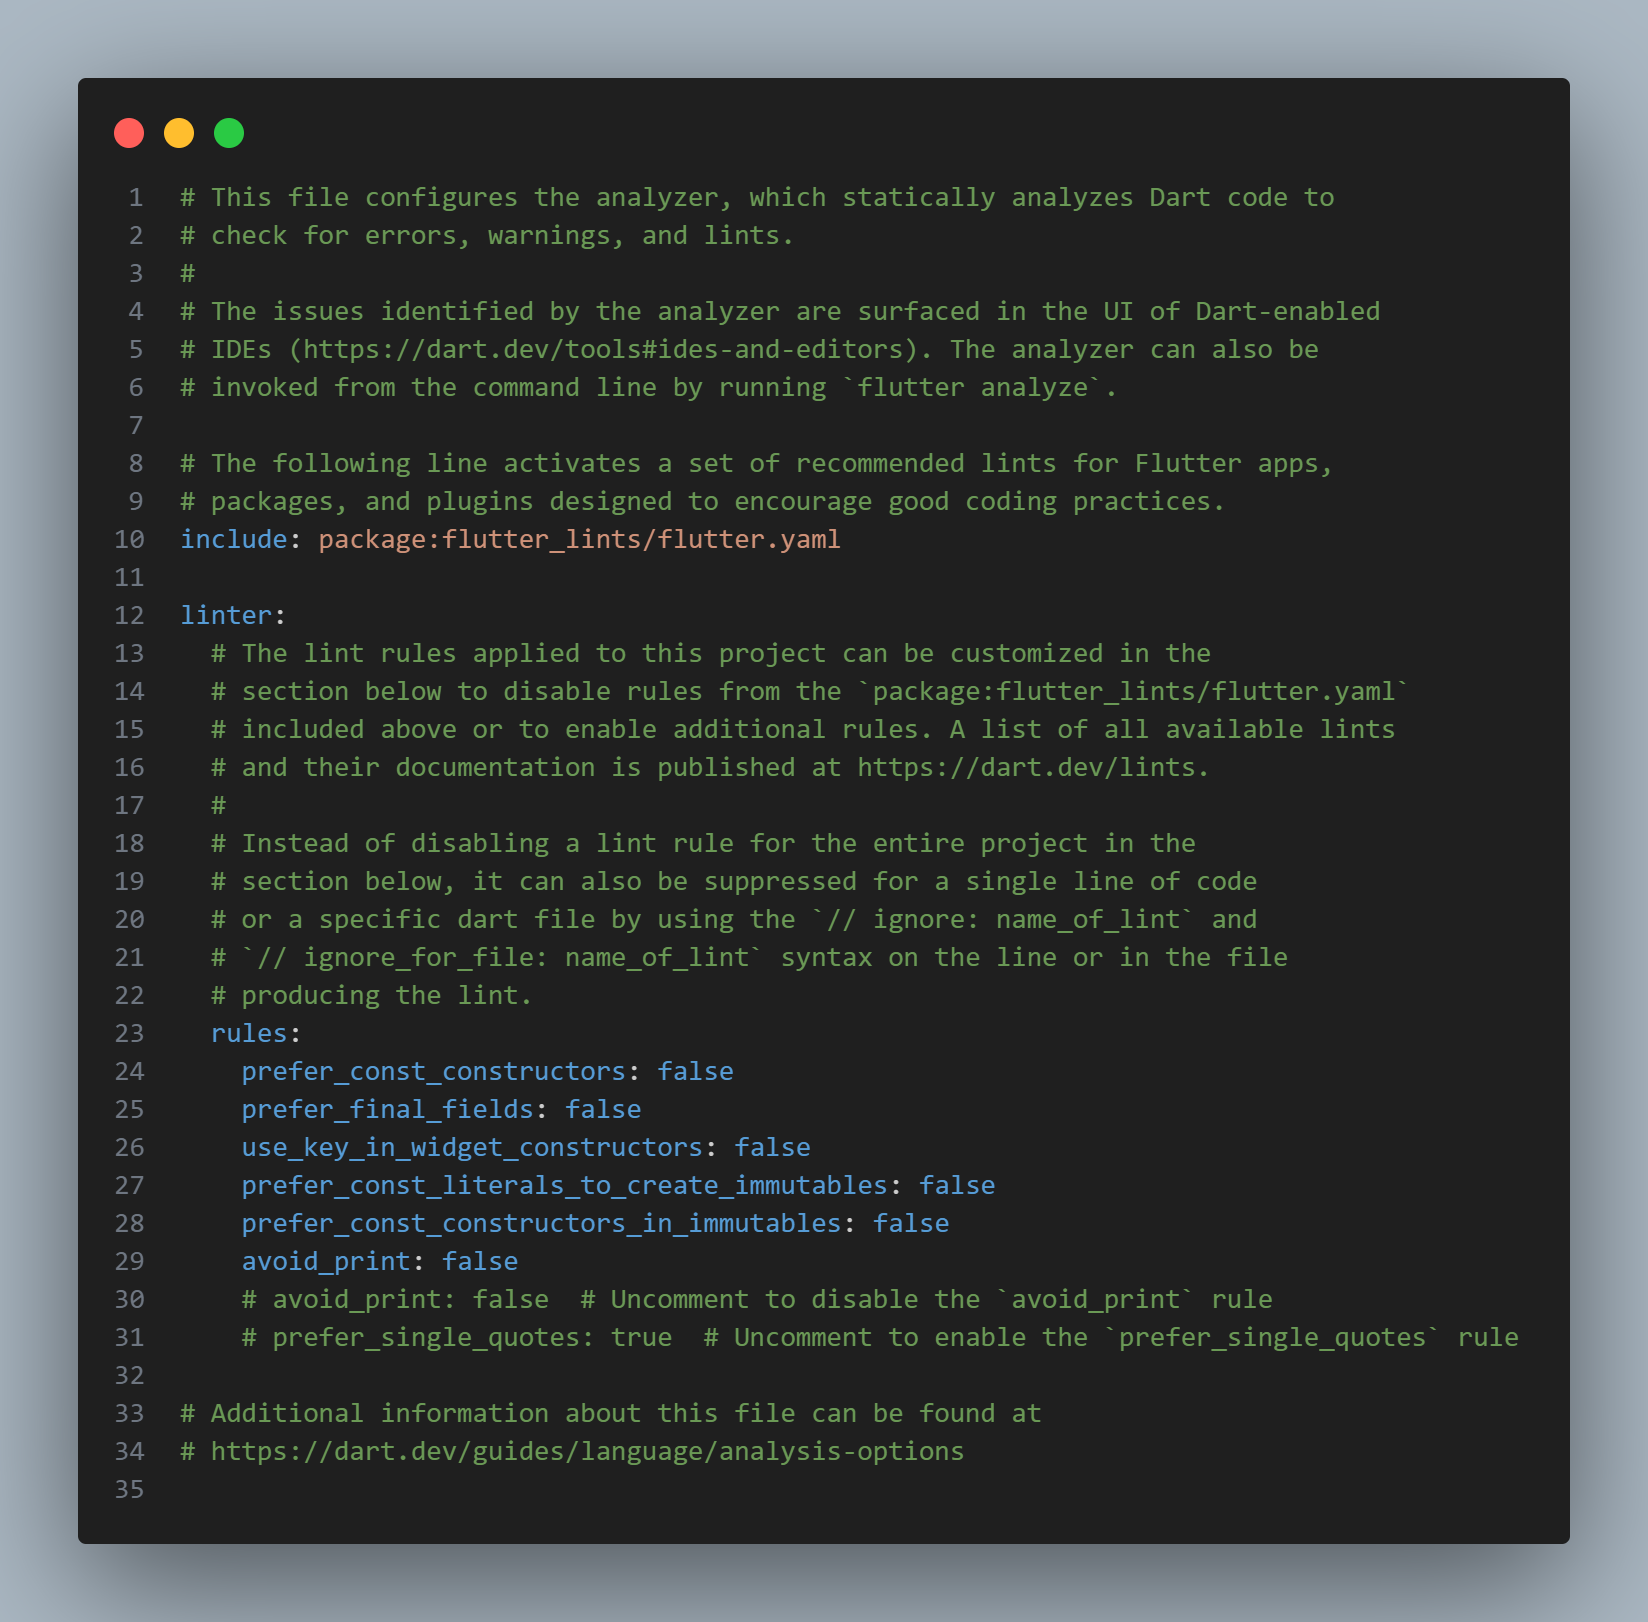 1 # This file configures the analyzer, which statically analyzes Dart code to
2 # check for errors, warnings, and lints.
3 #
4 # The issues identified by the analyzer are surfaced in the UI of Dart-enabled
5 # IDEs (https://dart.dev/tools#ides-and-editors). The analyzer can also be
6 # invoked from the command line by running `flutter analyze`.
7
8 # The following line activates a set of recommended lints for Flutter apps,
9 # packages, and plugins designed to encourage good coding practices.
10 include: package:flutter_lints/flutter.yaml
11
12 linter:
13   # The lint rules applied to this project can be customized in the
14   # section below to disable rules from the `package:flutter_lints/flutter.yaml`
15   # included above or to enable additional rules. A list of all available lints
16   # and their documentation is published at https://dart.dev/lints.
17   #
18   # Instead of disabling a lint rule for the entire project in the
19   # section below, it can also be suppressed for a single line of code
20   # or a specific dart file by using the `// ignore: name_of_lint` and
21   # `// ignore_for_file: name_of_lint` syntax on the line or in the file
22   # producing the lint.
23   rules:
24     prefer_const_constructors: false
25     prefer_final_fields: false
26     use_key_in_widget_constructors: false
27     prefer_const_literals_to_create_immutables: false
28     prefer_const_constructors_in_immutables: false
29     avoid_print: false
30     # avoid_print: false  # Uncomment to disable the `avoid_print` rule
31     # prefer_single_quotes: true  # Uncomment to enable the `prefer_single_quotes` rule
32
33 # Additional information about this file can be found at
34 # https://dart.dev/guides/language/analysis-options
35